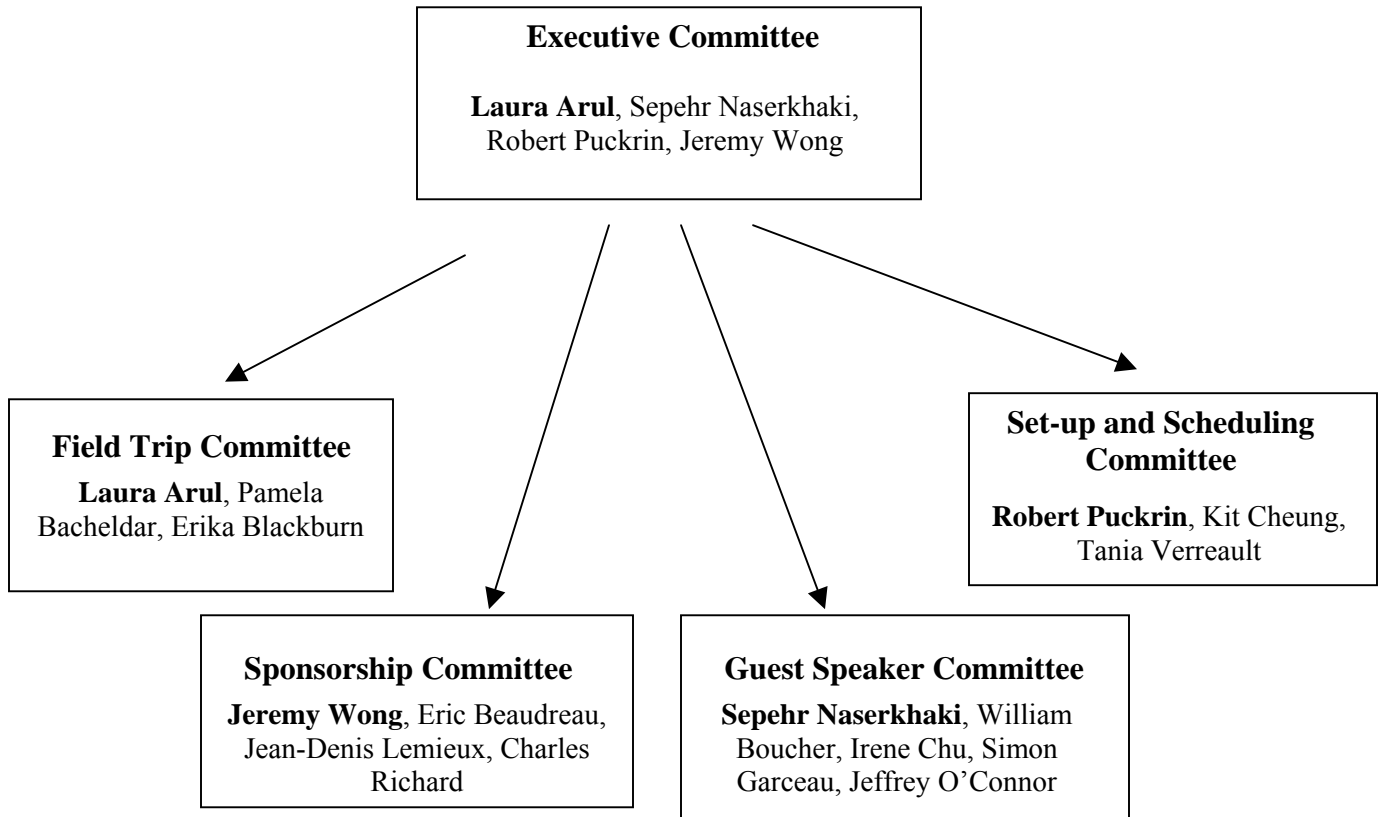 Executive Committee
Laura Arul, Sepehr Naserkhaki,
Robert Puckrin, Jeremy Wong
Field Trip Committee
Laura Arul, Pamela
Bacheldar, Erika Blackburn
Set-up and Scheduling
Committee
Robert Puckrin, Kit Cheung,
Tania Verreault
Sponsorship Committee
Jeremy Wong, Eric Beaudreau,
Jean-Denis Lemieux, Charles
Richard
Guest Speaker Committee
Sepehr Naserkhaki, William
Boucher, Irene Chu, Simon
Garceau, Jeffrey O’Connor